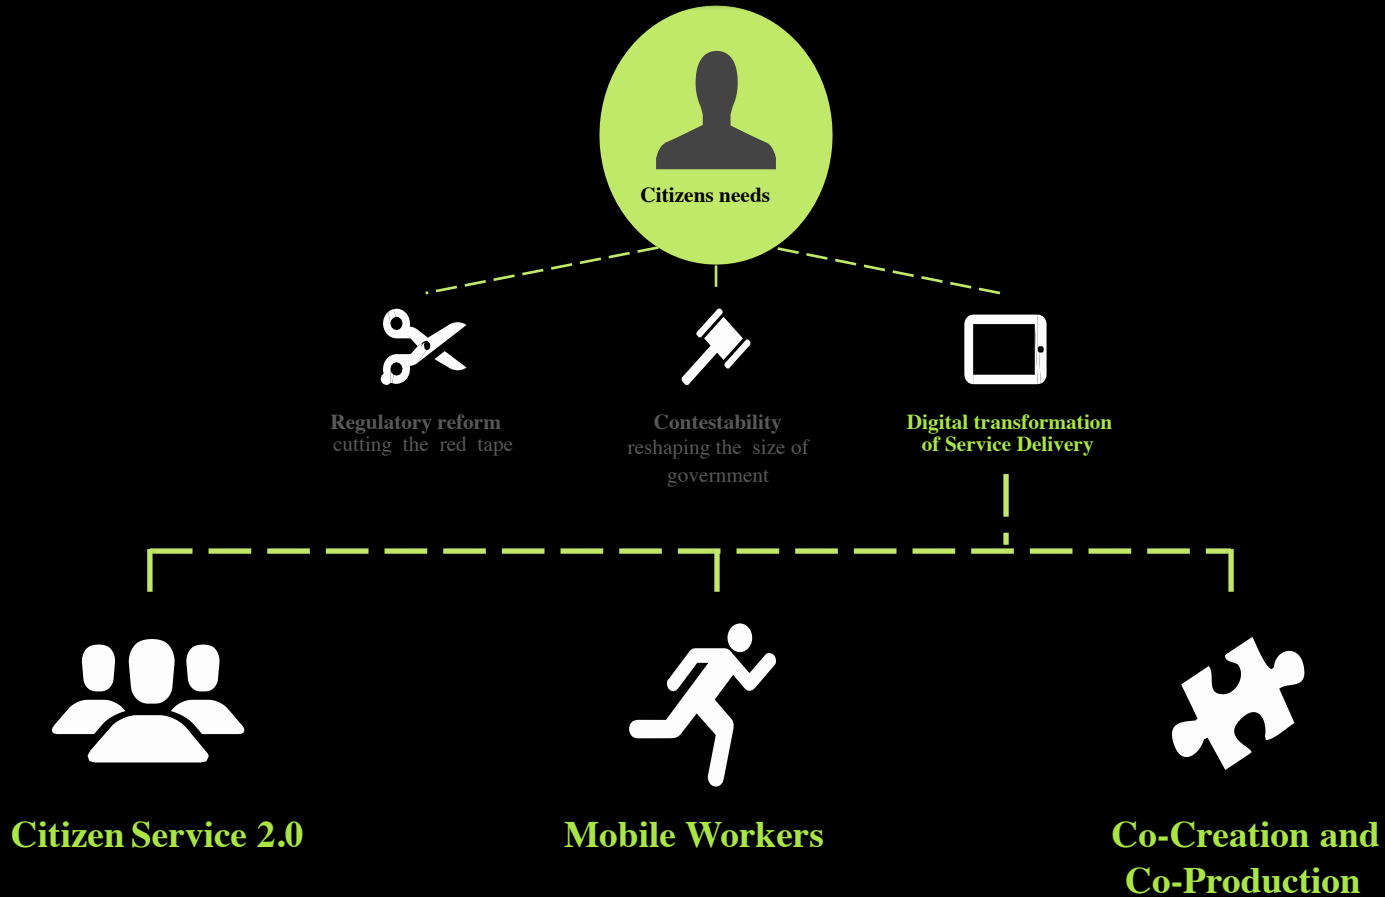 Citizens needs
Regulatory reform
cutting the red tape
Contestability
reshaping the size of
government
Digital transformation
of Service Delivery
Citizen Service 2.0
Mobile Workers
Co-Creation and
Co-Production